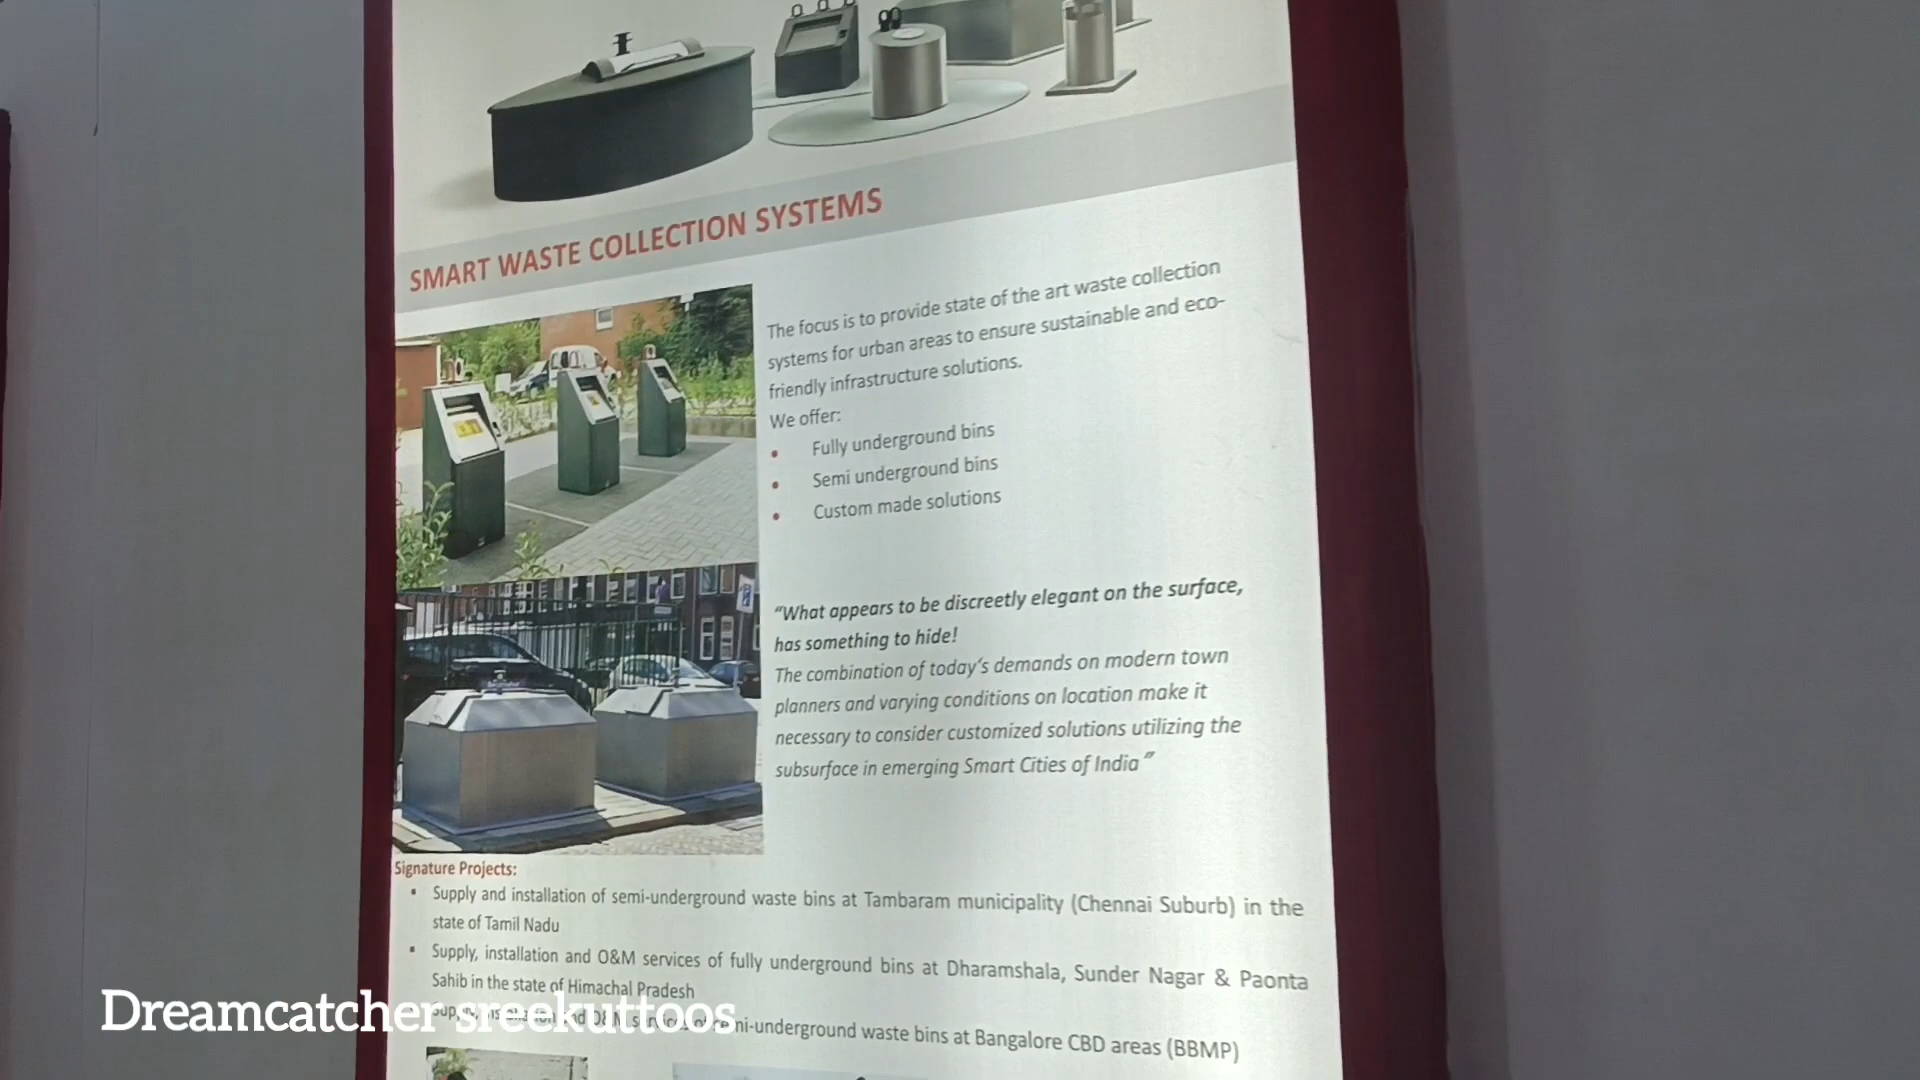 SMART WASTE COLLECTION SYSTEMS
The focus is to provide state of the art waste collection
systems for urban areas to ensure sustainable and eco-
friendly infrastructure solutions.
We offer:
• Fully underground bins
• Semi underground bins
• Custom made solutions
“What appears to be discreetly elegant on the surface,
has something to hide!
The combination of today’s demands on modern town
planners and varying conditions on location make it
necessary to consider customized solutions utilizing the
subsurface in emerging Smart Cities of India”
Signature Projects:
• Supply and installation of semi-underground waste bins at Tambaram municipality (Chennai Suburb) in the
state of Tamil Nadu
• Supply, installation and O&M services of fully underground bins at Dharamshala, Sunder Nagar & Paonta
Sahib in the state of Himachal Pradesh
semi-underground waste bins at Bangalore CBD areas (BBMP)
Dreamcatcher sreekuttoos